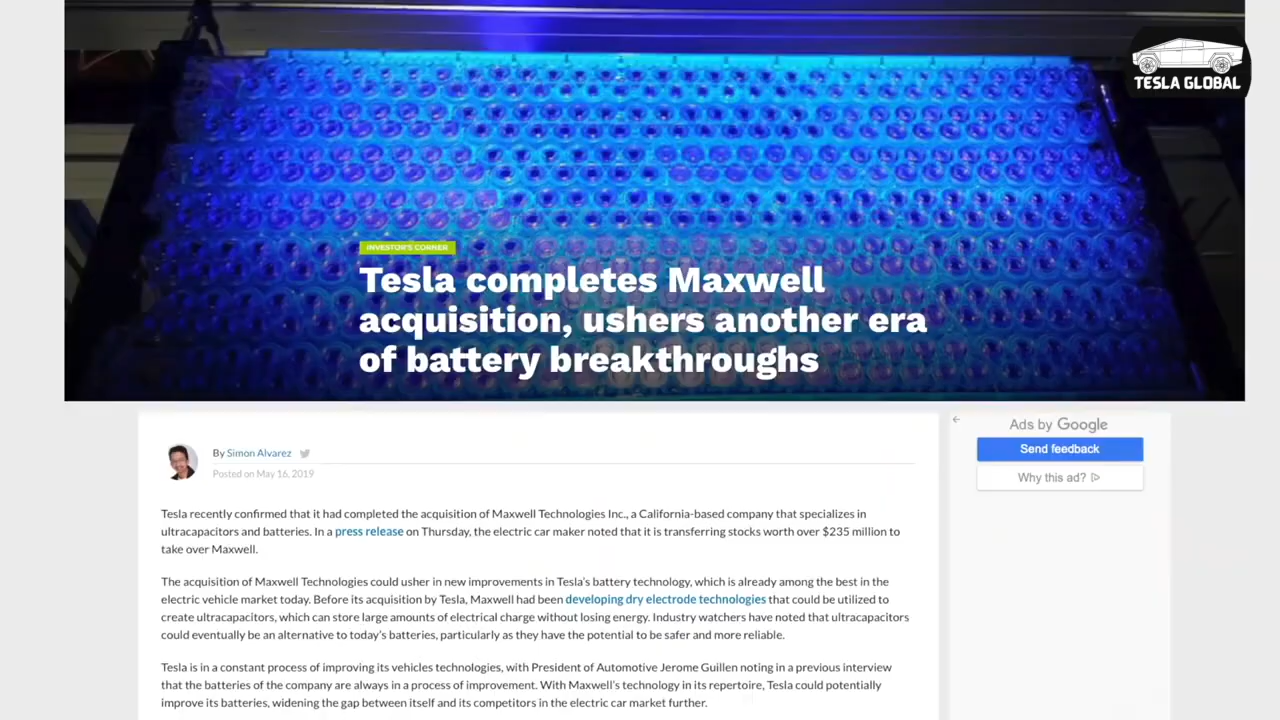 TESLA GLOBAL
INVESTOR'S CORNER
Tesla completes Maxwell
acquisition, ushers another era
of battery breakthroughs
By Simon Alvarez
Posted on May 16, 2019
Tesla recently confirmed that it had completed the acquisition of Maxwell Technologies Inc., a California-based company that specializes in
ultracapacitors and batteries. In a press release on Thursday, the electric car maker noted that it is transferring stocks worth over $235 million to
take over Maxwell.
The acquisition of Maxwell Technologies could usher in new improvements in Tesla's battery technology, which is already among the best in the
electric vehicle market today. Before its acquisition by Tesla, Maxwell had been developing dry electrode technologies that could be utilized to
create ultracapacitors, which can store large amounts of electrical charge without losing energy. Industry watchers have noted that ultracapacitors
could eventually be an alternative to today's batteries, particularly as they have the potential to be safer and more reliable.
Tesla is in a constant process of improving its vehicles technologies, with President of Automotive Jerome Guillen noting in a previous interview
that the batteries of the company are always in a process of improvement. With Maxwell's technology in its repertoire, Tesla could potentially
improve its batteries, widening the gap between itself and its competitors in the electric car market further.
Ads by Google
Send feedback
Why this ad?